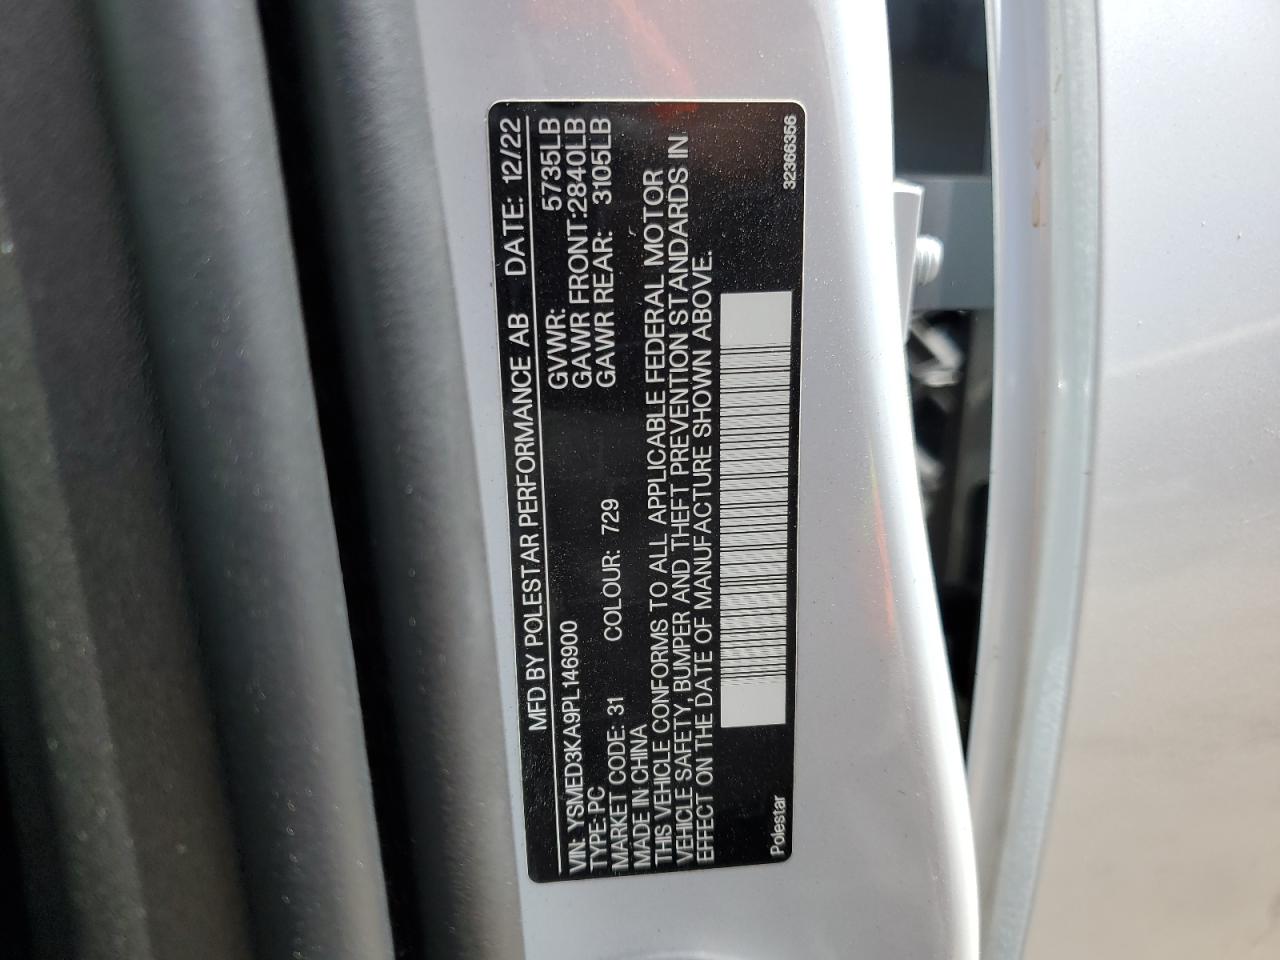 MFD BY POLESTAR PERFORMANCE AB DATE: 12/22
VIN: YSMED3KA9PL146900 GVWR: 5735LB
TYPE: PC GAWR FRONT:2840LB
MARKET CODE: 31 COLOUR: 729 GAWR REAR: 3105LB
MADE IN CHINA
THIS VEHICLE CONFORMS TO ALL APPLICABLE FEDERAL MOTOR
VEHICLE SAFETY, BUMPER AND THEFT PREVENTION STANDARDS IN
EFFECT ON THE DATE OF MANUFACTURE SHOWN ABOVE.
Polestar 32366356